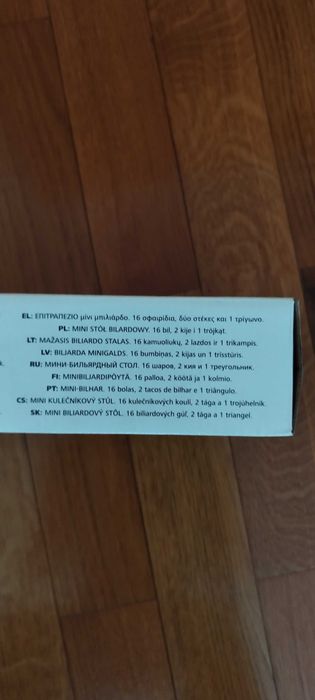 EL: ΕΠΙΤΡΑΠΕΖΙΟ μίνι μπιλιάρδο. 16 σφαιρίδια, δύο στέκες και 1 τρίγωνο.
PL: MINI STÓŁ BILARDOWY. 16 bil, 2 kije i 1 trójkąt.
LT: MAŽASIS BILIARDO STALAS. 16 kamuoliukų, 2 lazdos ir 1 trikampis.
LV: BILJARDA MINIGALDS. 16 bumbiņas, 2 kijas un 1 trīsstūris.
RU: МИНИ-БИЛЬЯРДНЫЙ СТОЛ. 16 шаров, 2 кия и 1 треугольник.
FI: MINIBILJARDIPÖYTÄ. 16 palloa, 2 köötä ja 1 kolmio.
PT: MINI-BILHAR. 16 bolas, 2 tacos de bilhar e 1 triângulo.
CS: MINI KULEČNÍKOVÝ STŮL. 16 kulečníkových koulí, 2 tága a 1 trojúhelník.
SK: MINI BILIARDOVÝ STÔL. 16 biliardových gúľ, 2 tága a 1 triangel.